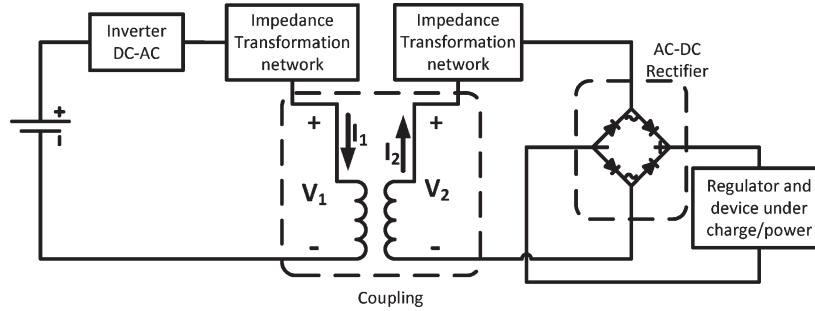 Inverter
DC-AC
Impedance
Transformation
network
Impedance
Transformation
network
AC-DC
Rectifier
+
-
+
I1
I2
+
V1
V2
-
-
Regulator and
device under
charge/power
Coupling